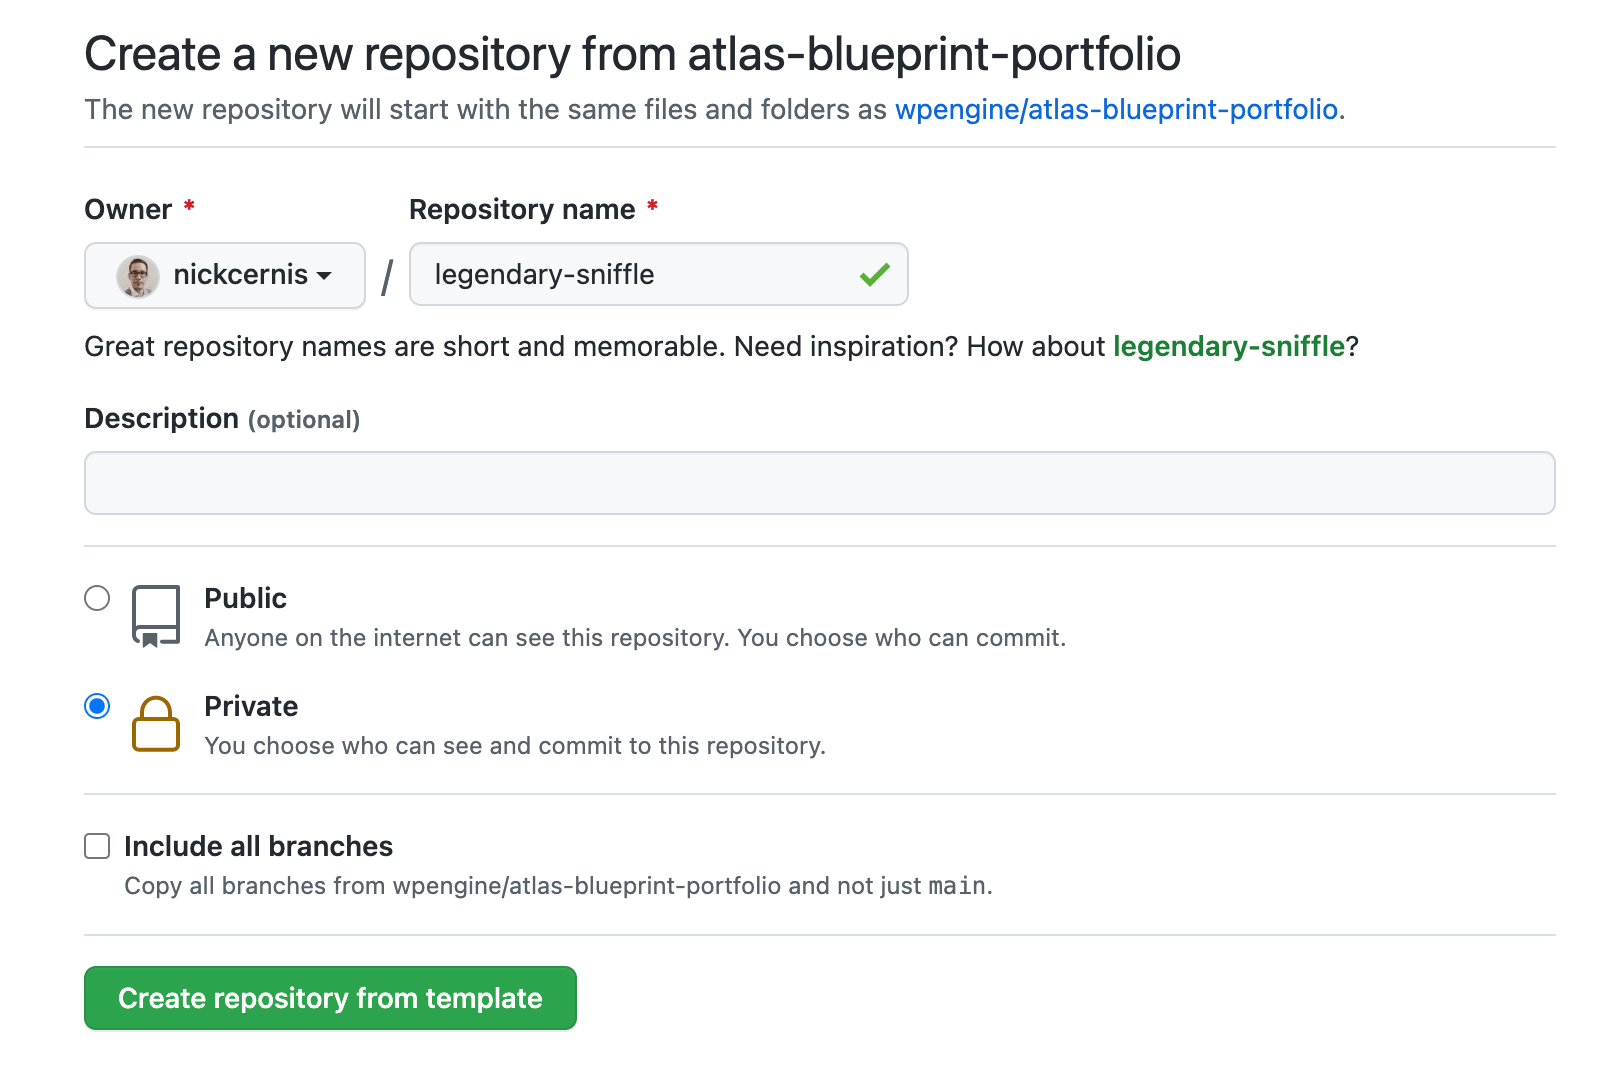 Create a new repository from atlas-blueprint-portfolio
The new repository will start with the same files and folders as wpengine/atlas-blueprint-portfolio.
Owner * Repository name *
nickcernis / legendary-sniffle
Great repository names are short and memorable. Need inspiration? How about legendary-sniffle?
Description (optional)
Public
Anyone on the internet can see this repository. You choose who can commit.
Private
You choose who can see and commit to this repository.
Include all branches
Copy all branches from wpengine/atlas-blueprint-portfolio and not just main.
Create repository from template